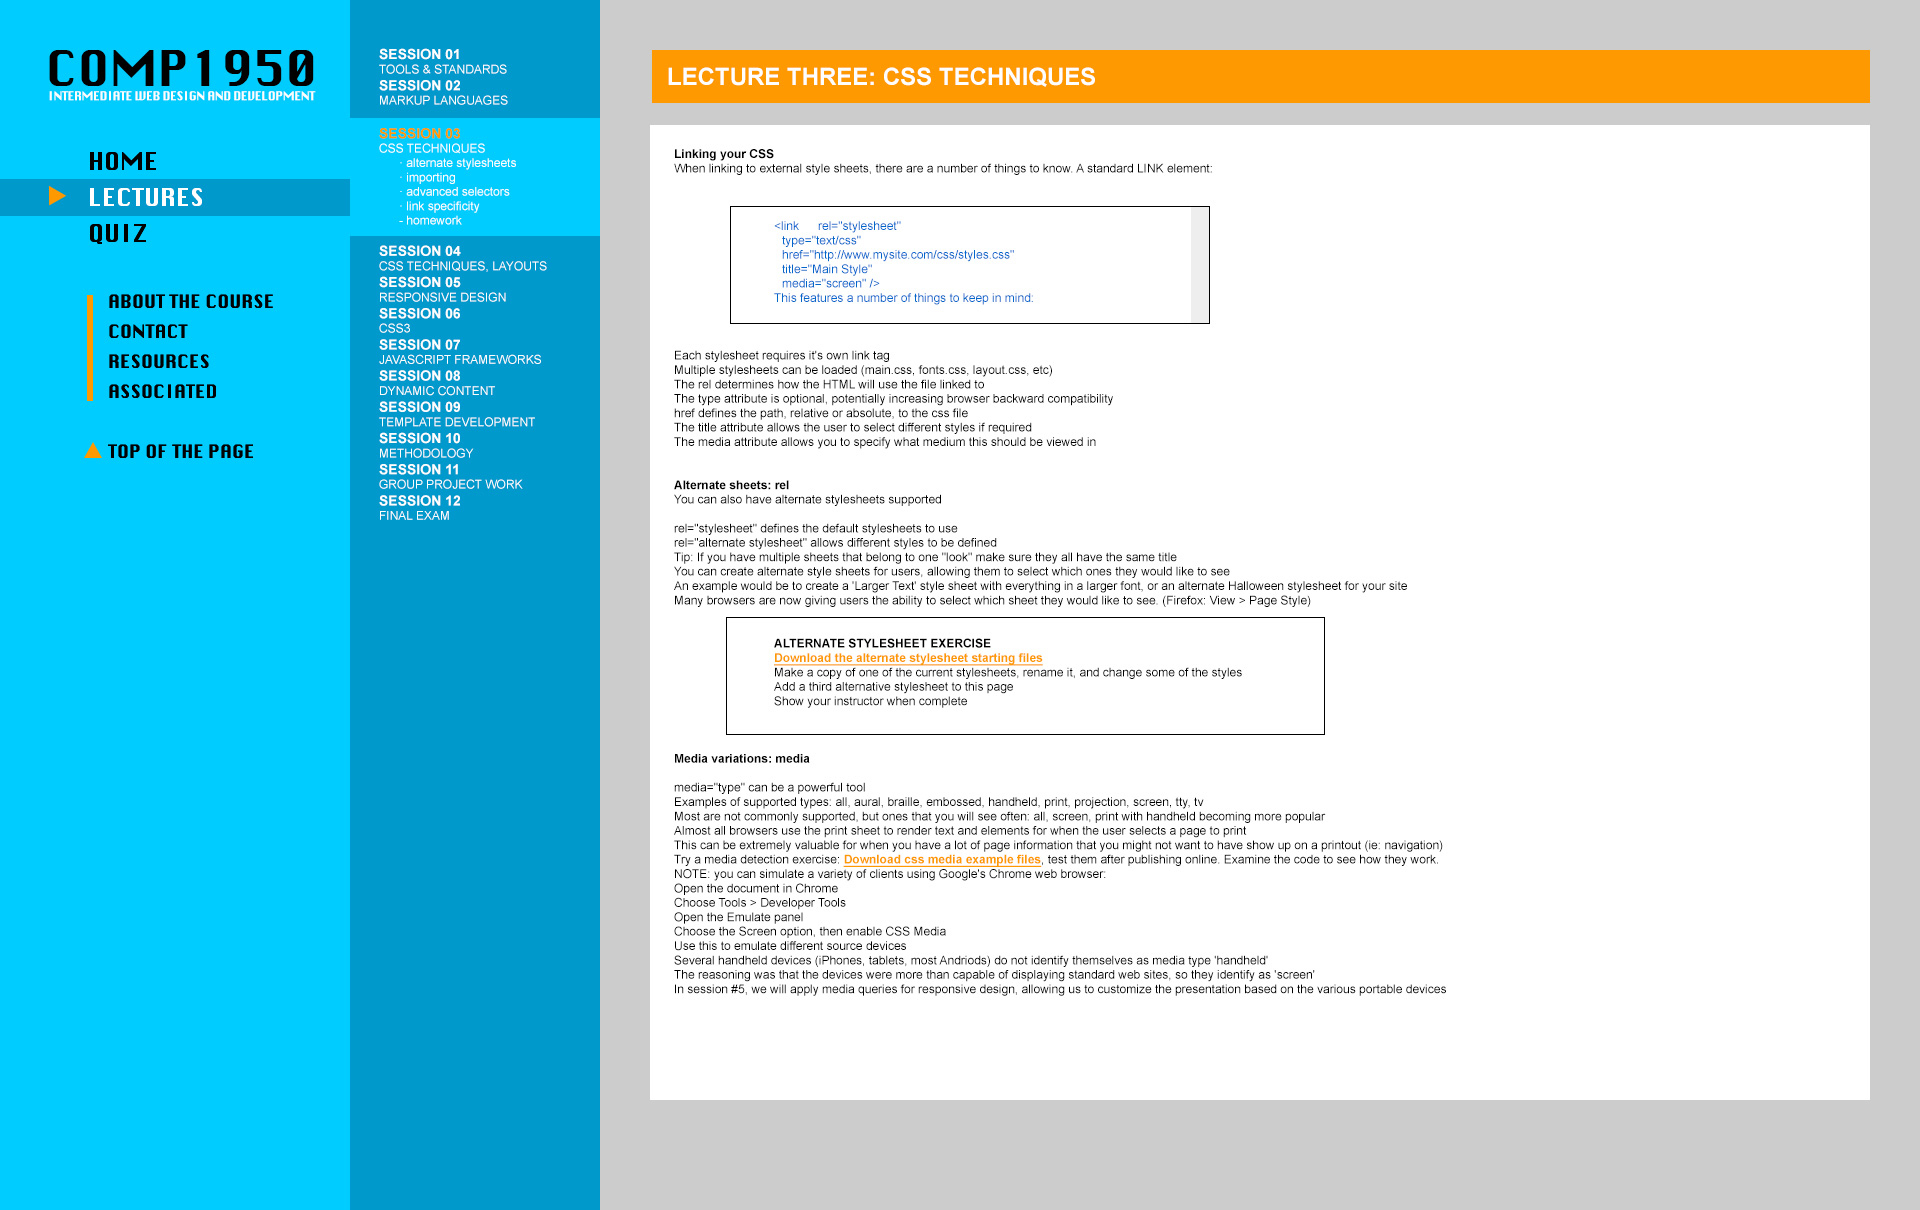 COMP1950
INTERMEDIATE WEB DESIGN AND DEVELOPMENT
HOME
LECTURES
QUIZ
ABOUT THE COURSE
CONTACT
RESOURCES
ASSOCIATED
TOP OF THE PAGE
SESSION 01
TOOLS & STANDARDS
SESSION 02
MARKUP LANGUAGES
SESSION 03
CSS TECHNIQUES
· alternate stylesheets
· importing
· advanced selectors
· link specificity
- homework
SESSION 04
CSS TECHNIQUES, LAYOUTS
SESSION 05
RESPONSIVE DESIGN
SESSION 06
CSS3
SESSION 07
JAVASCRIPT FRAMEWORKS
SESSION 08
DYNAMIC CONTENT
SESSION 09
TEMPLATE DEVELOPMENT
SESSION 10
METHODOLOGY
SESSION 11
GROUP PROJECT WORK
SESSION 12
FINAL EXAM
LECTURE THREE: CSS TECHNIQUES
Linking your CSS
When linking to external style sheets, there are a number of things to know. A standard LINK element:
<link rel="stylesheet"
type="text/css"
href="http://www.mysite.com/css/styles.css"
title="Main Style"
media="screen" />
This features a number of things to keep in mind:
Each stylesheet requires it's own link tag
Multiple stylesheets can be loaded (main.css, fonts.css, layout.css, etc)
The rel determines how the HTML will use the file linked to
The type attribute is optional, potentially increasing browser backward compatibility
href defines the path, relative or absolute, to the css file
The title attribute allows the user to select different styles if required
The media attribute allows you to specify what medium this should be viewed in
Alternate sheets: rel
You can also have alternate stylesheets supported
rel="stylesheet" defines the default stylesheets to use
rel="alternate stylesheet" allows different styles to be defined
Tip: If you have multiple sheets that belong to one "look" make sure they all have the same title
You can create alternate style sheets for users, allowing them to select which ones they would like to see
An example would be to create a 'Larger Text' style sheet with everything in a larger font, or an alternate Halloween stylesheet for your site
Many browsers are now giving users the ability to select which sheet they would like to see. (Firefox: View > Page Style)
ALTERNATE STYLESHEET EXERCISE
Download the alternate stylesheet starting files
Make a copy of one of the current stylesheets, rename it, and change some of the styles
Add a third alternative stylesheet to this page
Show your instructor when complete
Media variations: media
media="type" can be a powerful tool
Examples of supported types: all, aural, braille, embossed, handheld, print, projection, screen, tty, tv
Most are not commonly supported, but ones that you will see often: all, screen, print with handheld becoming more popular
Almost all browsers use the print sheet to render text and elements for when the user selects a page to print
This can be extremely valuable for when you have a lot of page information that you might not want to have show up on a printout (ie: navigation)
Try a media detection exercise: Download css media example files, test them after publishing online. Examine the code to see how they work.
NOTE: you can simulate a variety of clients using Google's Chrome web browser:
Open the document in Chrome
Choose Tools > Developer Tools
Open the Emulate panel
Choose the Screen option, then enable CSS Media
Use this to emulate different source devices
Several handheld devices (iPhones, tablets, most Andriods) do not identify themselves as media type 'handheld'
The reasoning was that the devices were more than capable of displaying standard web sites, so they identify as 'screen'
In session #5, we will apply media queries for responsive design, allowing us to customize the presentation based on the various portable devices